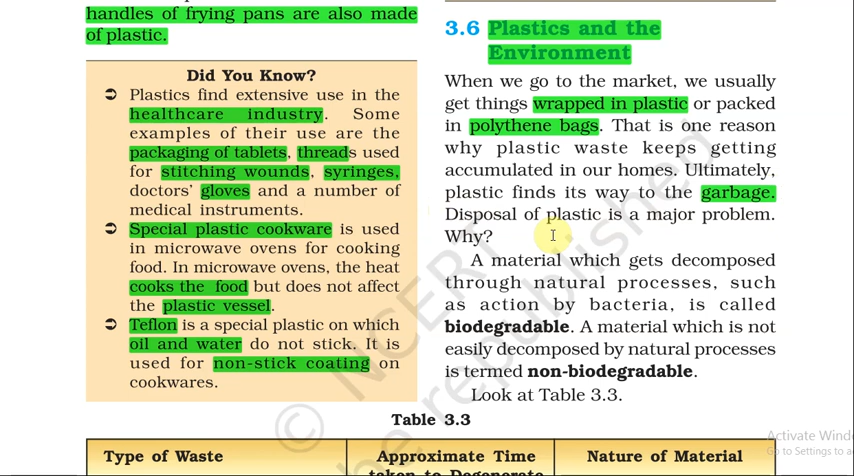 handles of frying pans are also made
of plastic.
Did You Know?
➲ Plastics find extensive use in the
healthcare industry. Some
examples of their use are the
packaging of tablets, threads used
for stitching wounds, syringes,
doctors' gloves and a number of
medical instruments.
➲ Special plastic cookware is used
in microwave ovens for cooking
food. In microwave ovens, the heat
cooks the food but does not affect
the plastic vessel.
➲ Teflon is a special plastic on which
oil and water do not stick. It is
used for non-stick coating on
cookwares.
3.6 Plastics and the
Environment
When we go to the market, we usually
get things wrapped in plastic or packed
in polythene bags. That is one reason
why plastic waste keeps getting
accumulated in our homes. Ultimately,
plastic finds its way to the garbage.
Disposal of plastic is a major problem.
Why?
A material which gets decomposed
through natural processes, such
as action by bacteria, is called
biodegradable. A material which is not
easily decomposed by natural processes
is termed non-biodegradable.
Look at Table 3.3.
Table 3.3
Type of Waste
Approximate Time
taken to Degenerate
Nature of Material
© NCERT
be republished
Activate Wind
Go to Settings to a